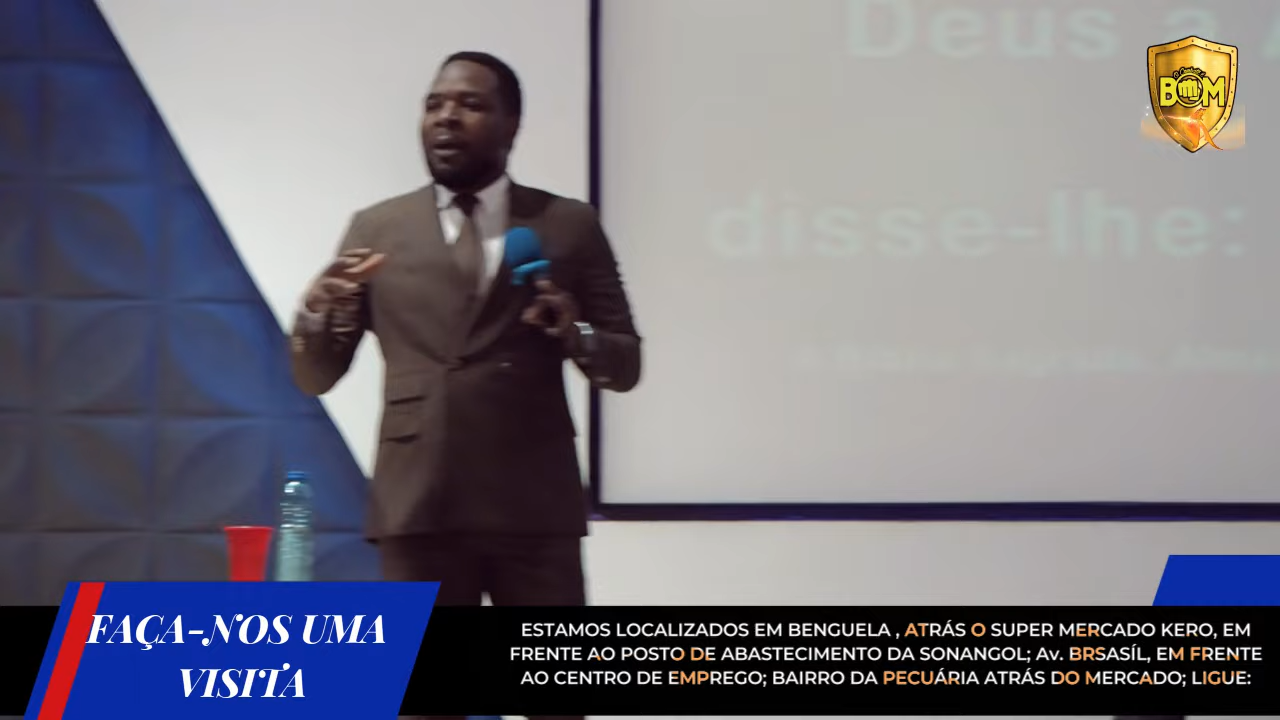 Deus a
disse-lhe:
BOM
FAÇA-NOS UMA
VISITA
ESTAMOS LOCALIZADOS EM BENGUELA , ATRÁS O SUPER MERCADO KERO, EM
FRENTE AO POSTO DE ABASTECIMENTO DA SONANGOL; Av. BRSASÍL, EM FRENTE
AO CENTRO DE EMPREGO; BAIRRO DA PECUÁRIA ATRÁS DO MERCADO; LIGUE: